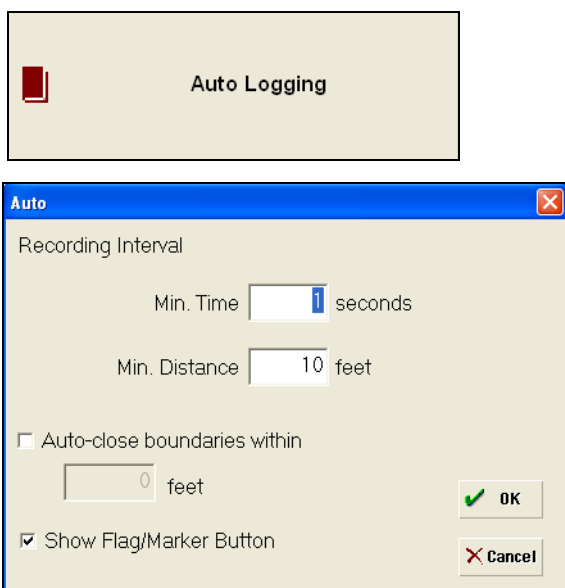 Auto Logging
Auto
Recording Interval
Min. Time 1 seconds
Min. Distance 10 feet
Auto-close boundaries within
0 feet
OK
Show Flag/Marker Button
Cancel